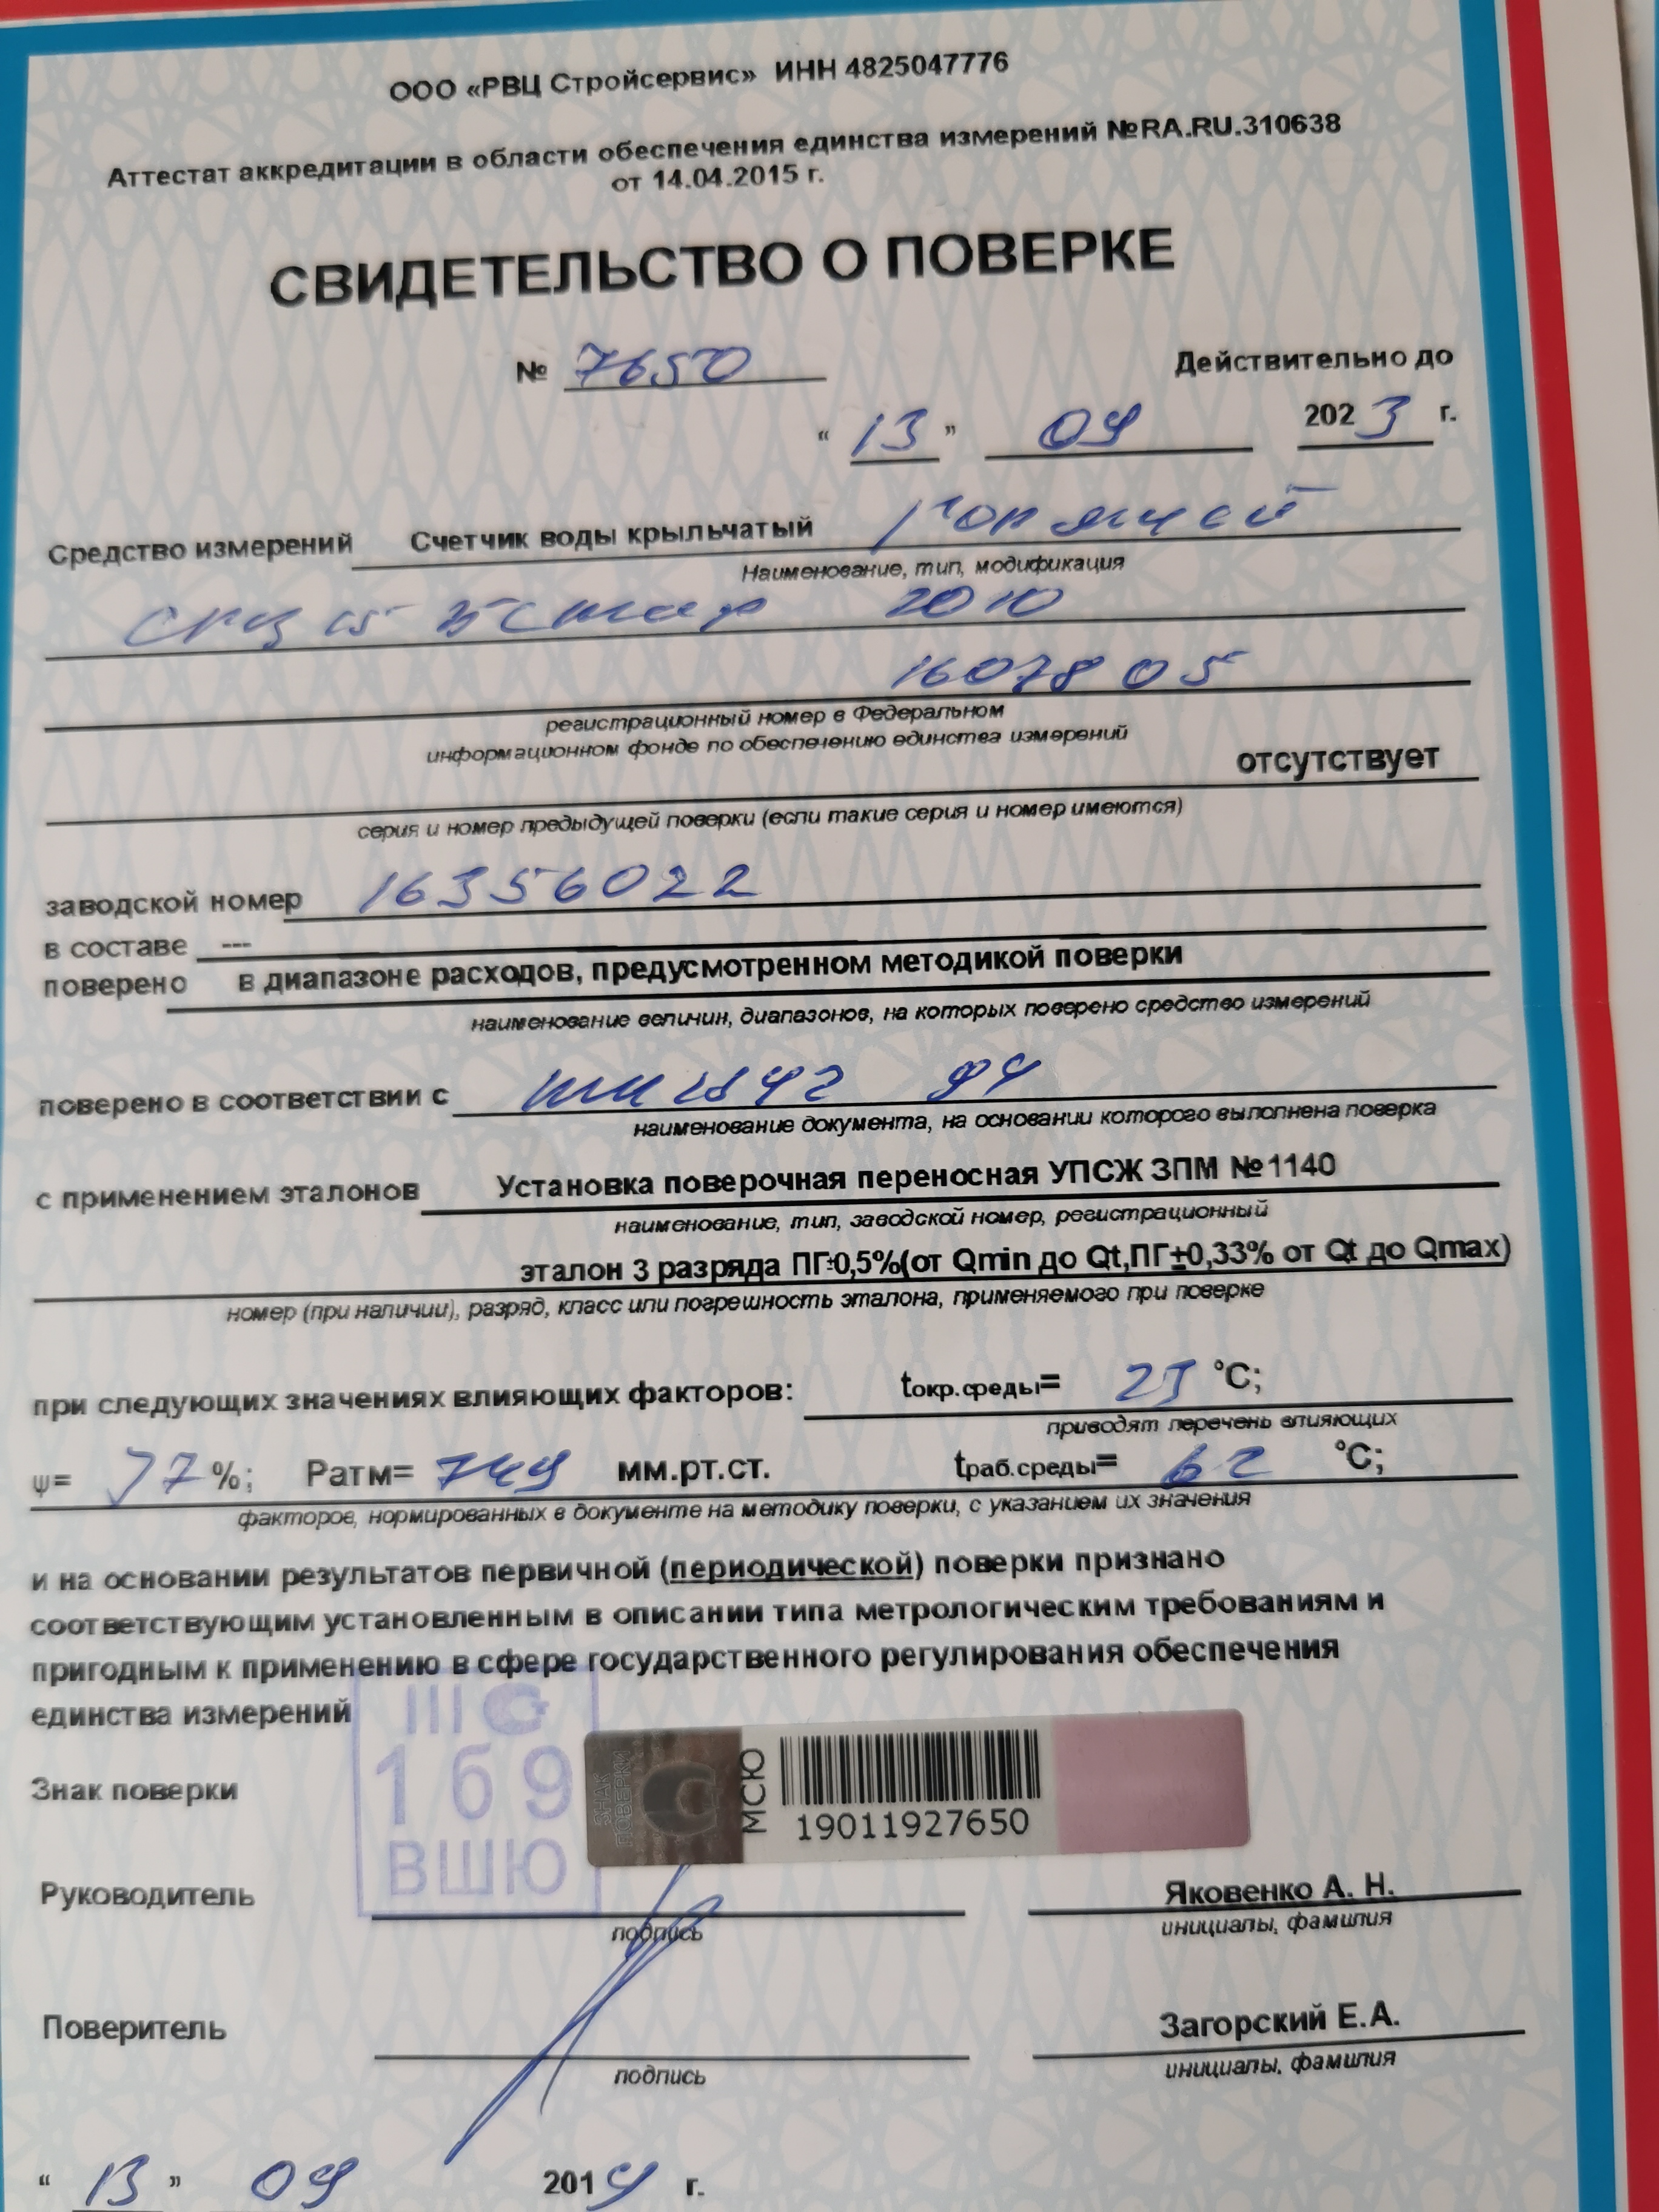 ООО «РВЦ Стройсервис» ИНН 4825047776
Аттестат аккредитации в области обеспечения единства измерений №RA.RU.310638
от 14.04.2015 г.
СВИДЕТЕЛЬСТВО О ПОВЕРКЕ
№ 7650 Действительно до
“ 13 ” 09 2023 г.
Средство измерений Счетчик воды крыльчатый горячей
Наименование, тип, модификация
15 2010
1607805
регистрационный номер в Федеральном
информационном фонде по обеспечению единства измерений
отсутствует
серия и номер предыдущей поверки (если такие серия и номер имеются)
заводской номер 16356022
в составе ---
поверено в диапазоне расходов, предусмотренном методикой поверки
наименование величин, диапазонов, на которых поверено средство измерений
поверено в соответствии с
наименование документа, на основании которого выполнена поверка
с применением эталонов Установка поверочная переносная УПСЖ 3ПМ №1140
наименование, тип, заводской номер, регистрационный
эталон 3 разряда ПГ±0,5%(от Qmin до Qt,ПГ±0,33% от Qt до Qmax)
номер (при наличии), разряд, класс или погрешность эталона, применяемого при поверке
при следующих значениях влияющих факторов: tокр.среды= °C;
приводят перечень влияющих
ψ= 77 %; Pатм= 749 мм.рт.ст. tраб.среды= 62 °C;
факторов, нормированных в документе на методику поверки, с указанием их значения
и на основании результатов первичной (периодической) поверки признано
соответствующим установленным в описании типа метрологическим требованиям и
пригодным к применению в сфере государственного регулирования обеспечения
единства измерений
III
169
ВШЮ
Знак поверки
ЗНАК ПОВЕРКИ
МСЮ
19011927650
Руководитель Яковенко А. Н.
подпись инициалы, фамилия
Поверитель Загорский Е.А.
подпись инициалы, фамилия
“ 13 ” 09 2019 г.